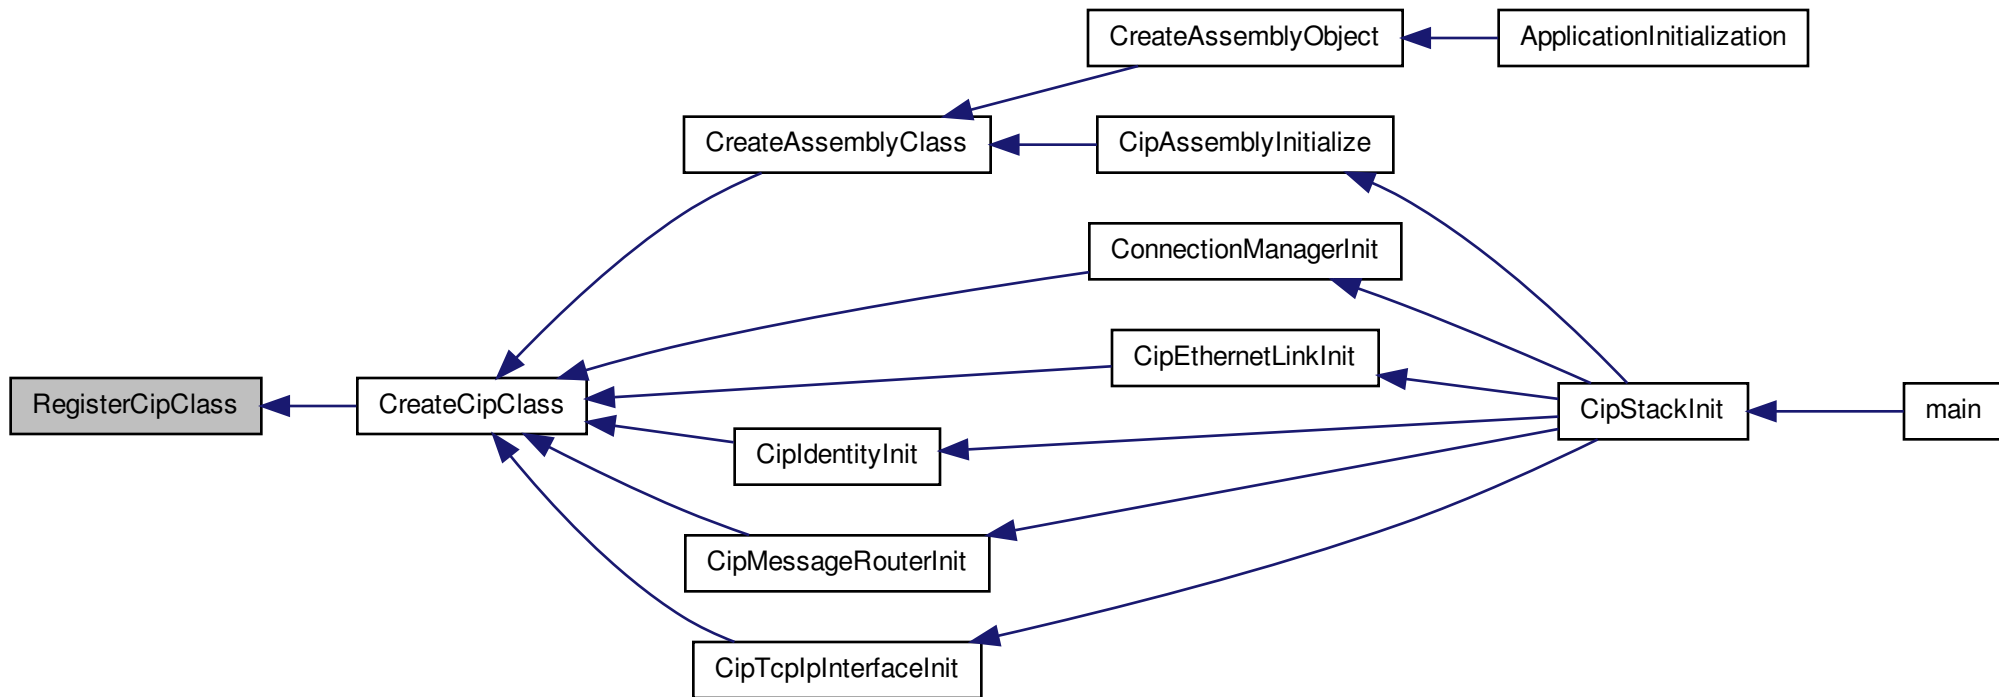 CreateAssemblyObject
ApplicationInitialization
CreateAssemblyClass
CipAssemblyInitialize
ConnectionManagerInit
CipEthernetLinkInit
RegisterCipClass
CreateCipClass
CipStackInit
main
CipIdentityInit
CipMessageRouterInit
CipTcpIpInterfaceInit